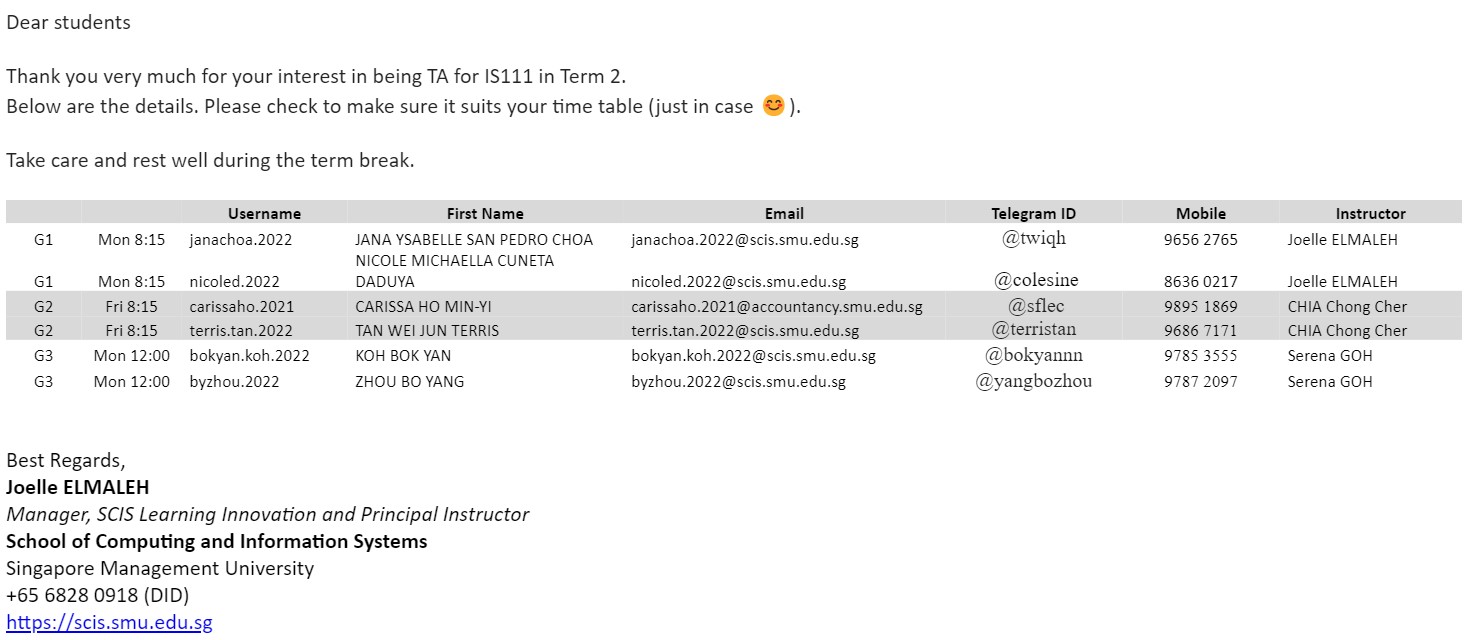 Dear students
Thank you very much for your interest in being TA for IS111 in Term 2.
Below are the details. Please check to make sure it suits your time table (just in case 😊 ).
Take care and rest well during the term break.
Username First Name Email Telegram ID Mobile Instructor
G1 Mon 8:15 janachoa.2022 JANA YSABELLE SAN PEDRO CHOA janachoa.2022@scis.smu.edu.sg @twiqh 9656 2765 Joelle ELMALEH
NICOLE MICHAELLA CUNETA
G1 Mon 8:15 nicoled.2022 DADUYA nicoled.2022@scis.smu.edu.sg @colesine 8636 0217 Joelle ELMALEH
G2 Fri 8:15 carissaho.2021 CARISSA HO MIN-YI carissaho.2021@accountancy.smu.edu.sg @sflec 9895 1869 CHIA Chong Cher
G2 Fri 8:15 terris.tan.2022 TAN WEI JUN TERRIS terris.tan.2022@scis.smu.edu.sg @terristan 9686 7171 CHIA Chong Cher
G3 Mon 12:00 bokyan.koh.2022 KOH BOK YAN bokyan.koh.2022@scis.smu.edu.sg @bokyannn 9785 3555 Serena GOH
G3 Mon 12:00 byzhou.2022 ZHOU BO YANG byzhou.2022@scis.smu.edu.sg @yangbozhou 9787 2097 Serena GOH
Best Regards,
Joelle ELMALEH
Manager, SCIS Learning Innovation and Principal Instructor
School of Computing and Information Systems
Singapore Management University
+65 6828 0918 (DID)
https://scis.smu.edu.sg